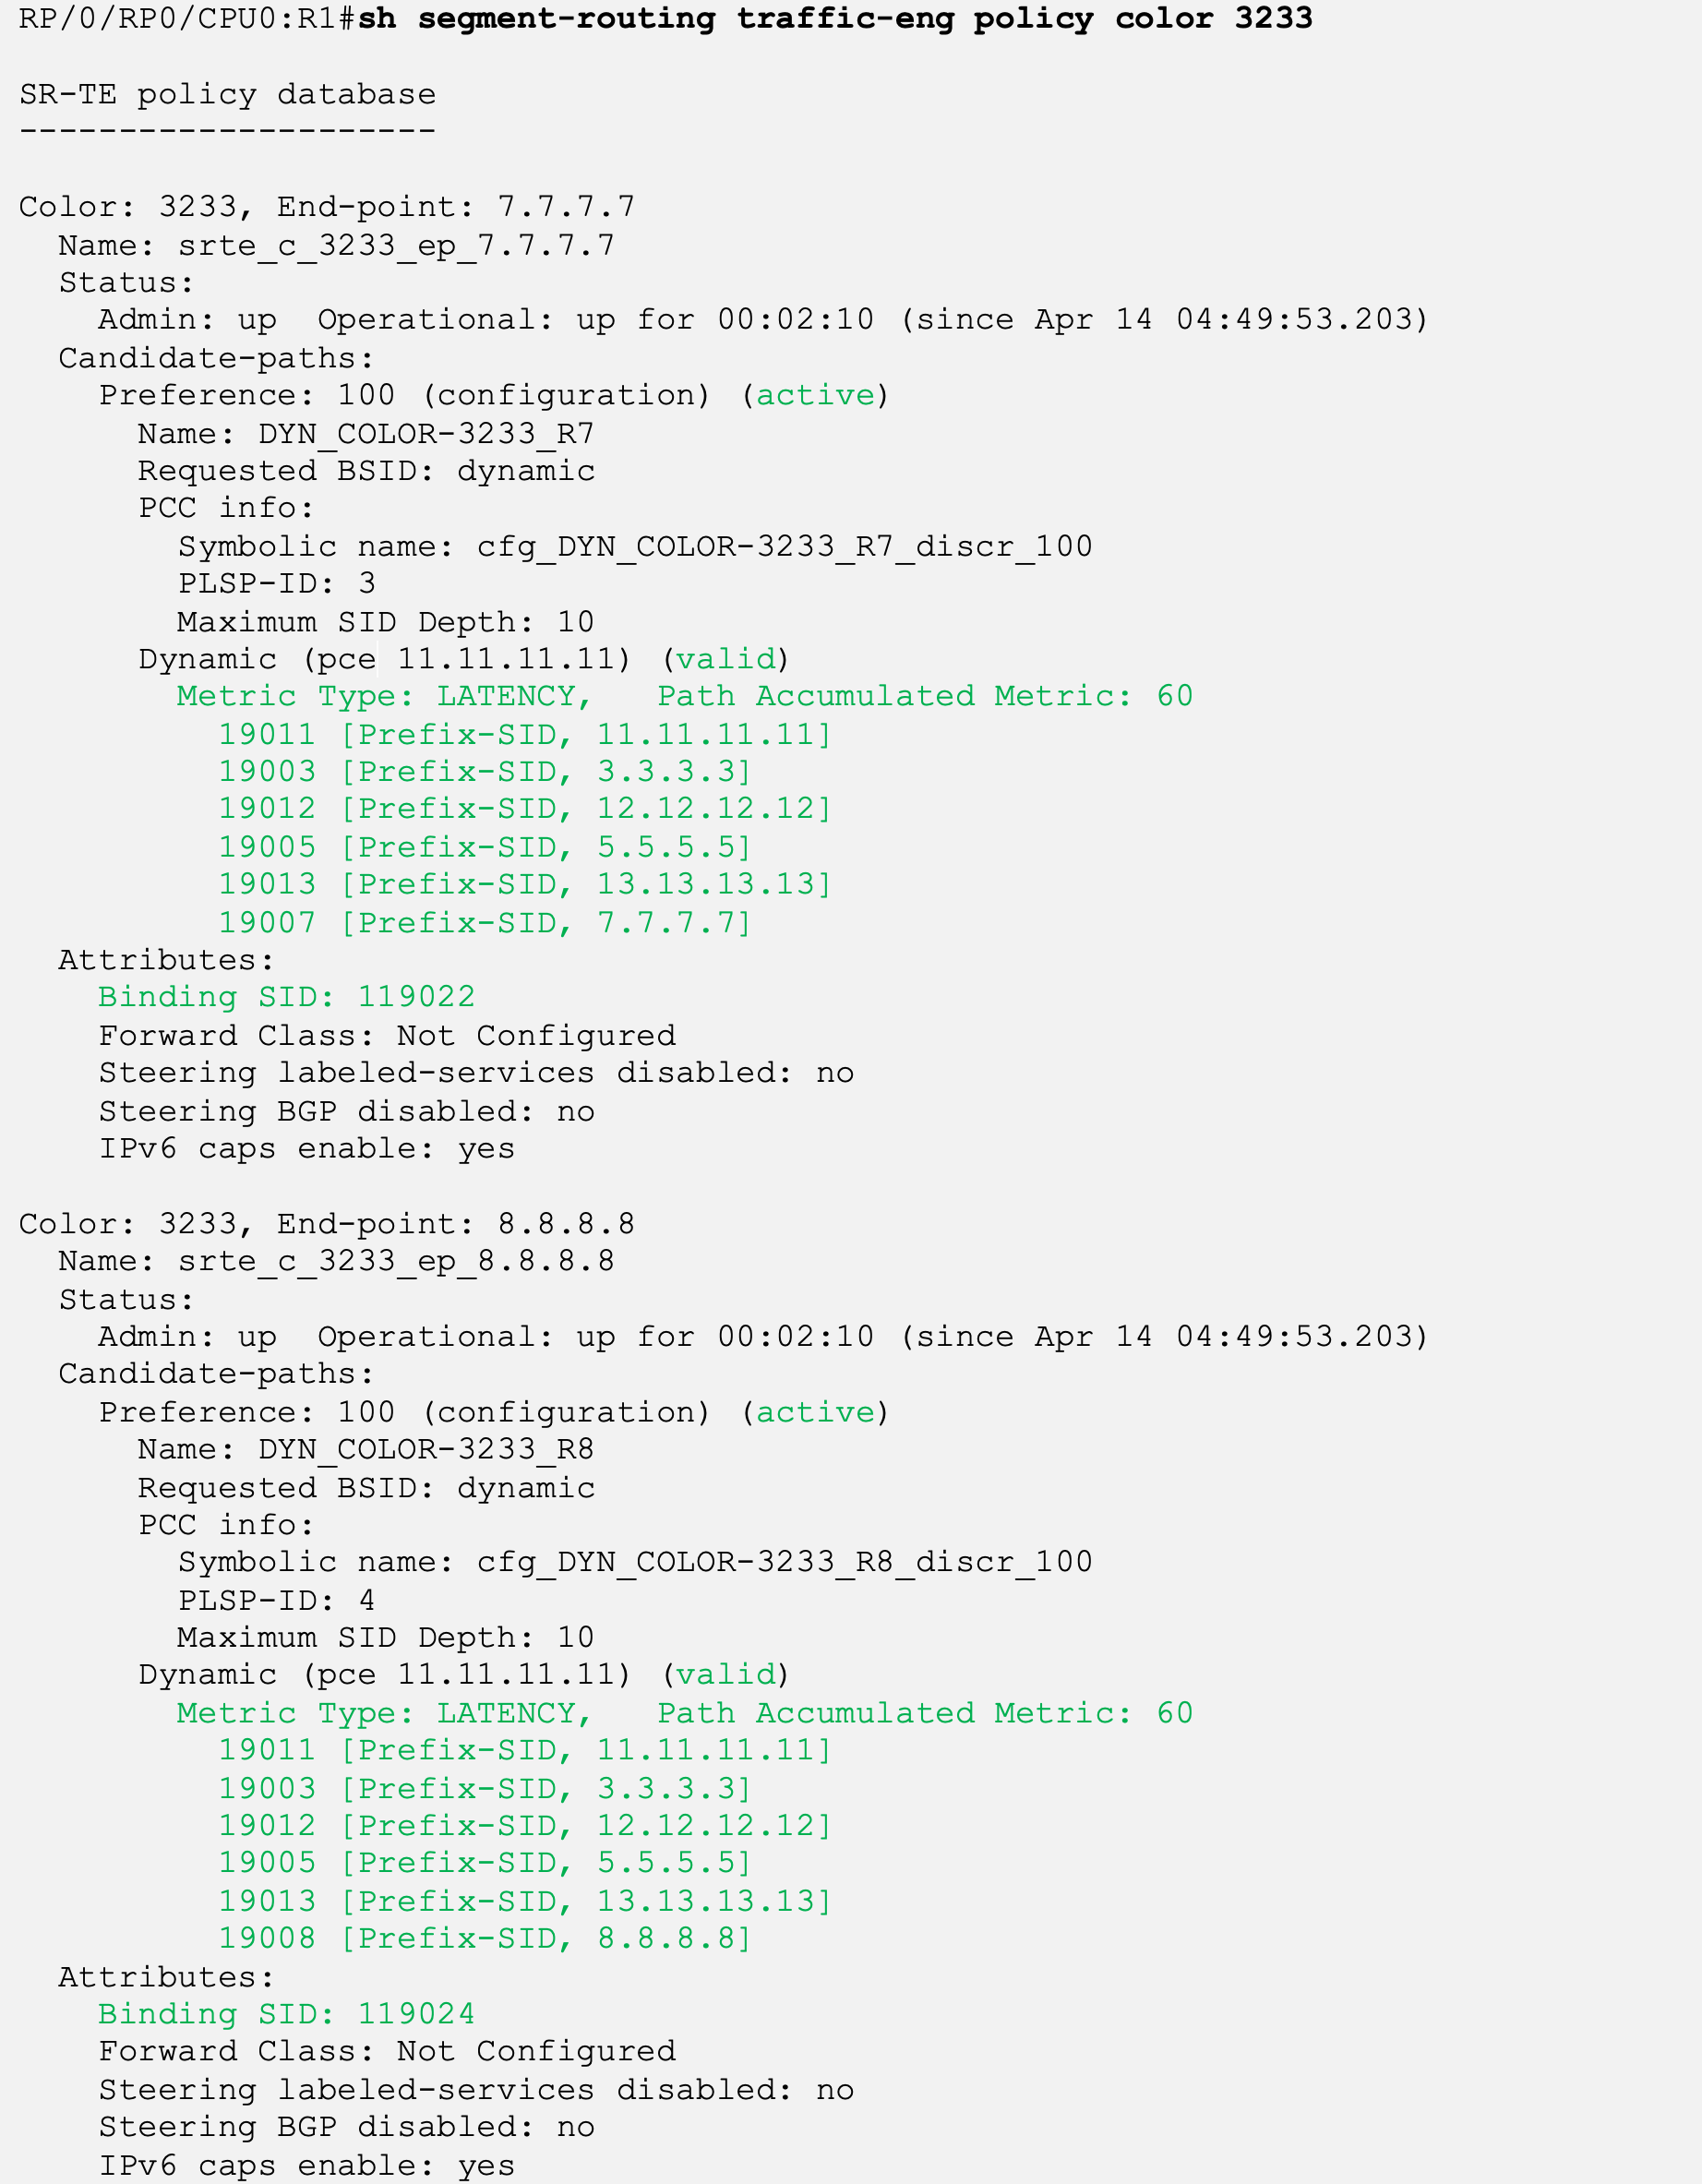 RP/0/RP0/CPU0:R1#sh segment-routing traffic-eng policy color 3233
SR-TE policy database
---------------------
Color: 3233, End-point: 7.7.7.7
Name: srte_c_3233_ep_7.7.7.7
Status:
Admin: up  Operational: up for 00:02:10 (since Apr 14 04:49:53.203)
Candidate-paths:
Preference: 100 (configuration) (active)
Name: DYN_COLOR-3233_R7
Requested BSID: dynamic
PCC info:
Symbolic name: cfg_DYN_COLOR-3233_R7_discr_100
PLSP-ID: 3
Maximum SID Depth: 10
Dynamic (pce 11.11.11.11) (valid)
Metric Type: LATENCY,   Path Accumulated Metric: 60
19011 [Prefix-SID, 11.11.11.11]
19003 [Prefix-SID, 3.3.3.3]
19012 [Prefix-SID, 12.12.12.12]
19005 [Prefix-SID, 5.5.5.5]
19013 [Prefix-SID, 13.13.13.13]
19007 [Prefix-SID, 7.7.7.7]
Attributes:
Binding SID: 119022
Forward Class: Not Configured
Steering labeled-services disabled: no
Steering BGP disabled: no
IPv6 caps enable: yes
Color: 3233, End-point: 8.8.8.8
Name: srte_c_3233_ep_8.8.8.8
Status:
Admin: up  Operational: up for 00:02:10 (since Apr 14 04:49:53.203)
Candidate-paths:
Preference: 100 (configuration) (active)
Name: DYN_COLOR-3233_R8
Requested BSID: dynamic
PCC info:
Symbolic name: cfg_DYN_COLOR-3233_R8_discr_100
PLSP-ID: 4
Maximum SID Depth: 10
Dynamic (pce 11.11.11.11) (valid)
Metric Type: LATENCY,   Path Accumulated Metric: 60
19011 [Prefix-SID, 11.11.11.11]
19003 [Prefix-SID, 3.3.3.3]
19012 [Prefix-SID, 12.12.12.12]
19005 [Prefix-SID, 5.5.5.5]
19013 [Prefix-SID, 13.13.13.13]
19008 [Prefix-SID, 8.8.8.8]
Attributes:
Binding SID: 119024
Forward Class: Not Configured
Steering labeled-services disabled: no
Steering BGP disabled: no
IPv6 caps enable: yes